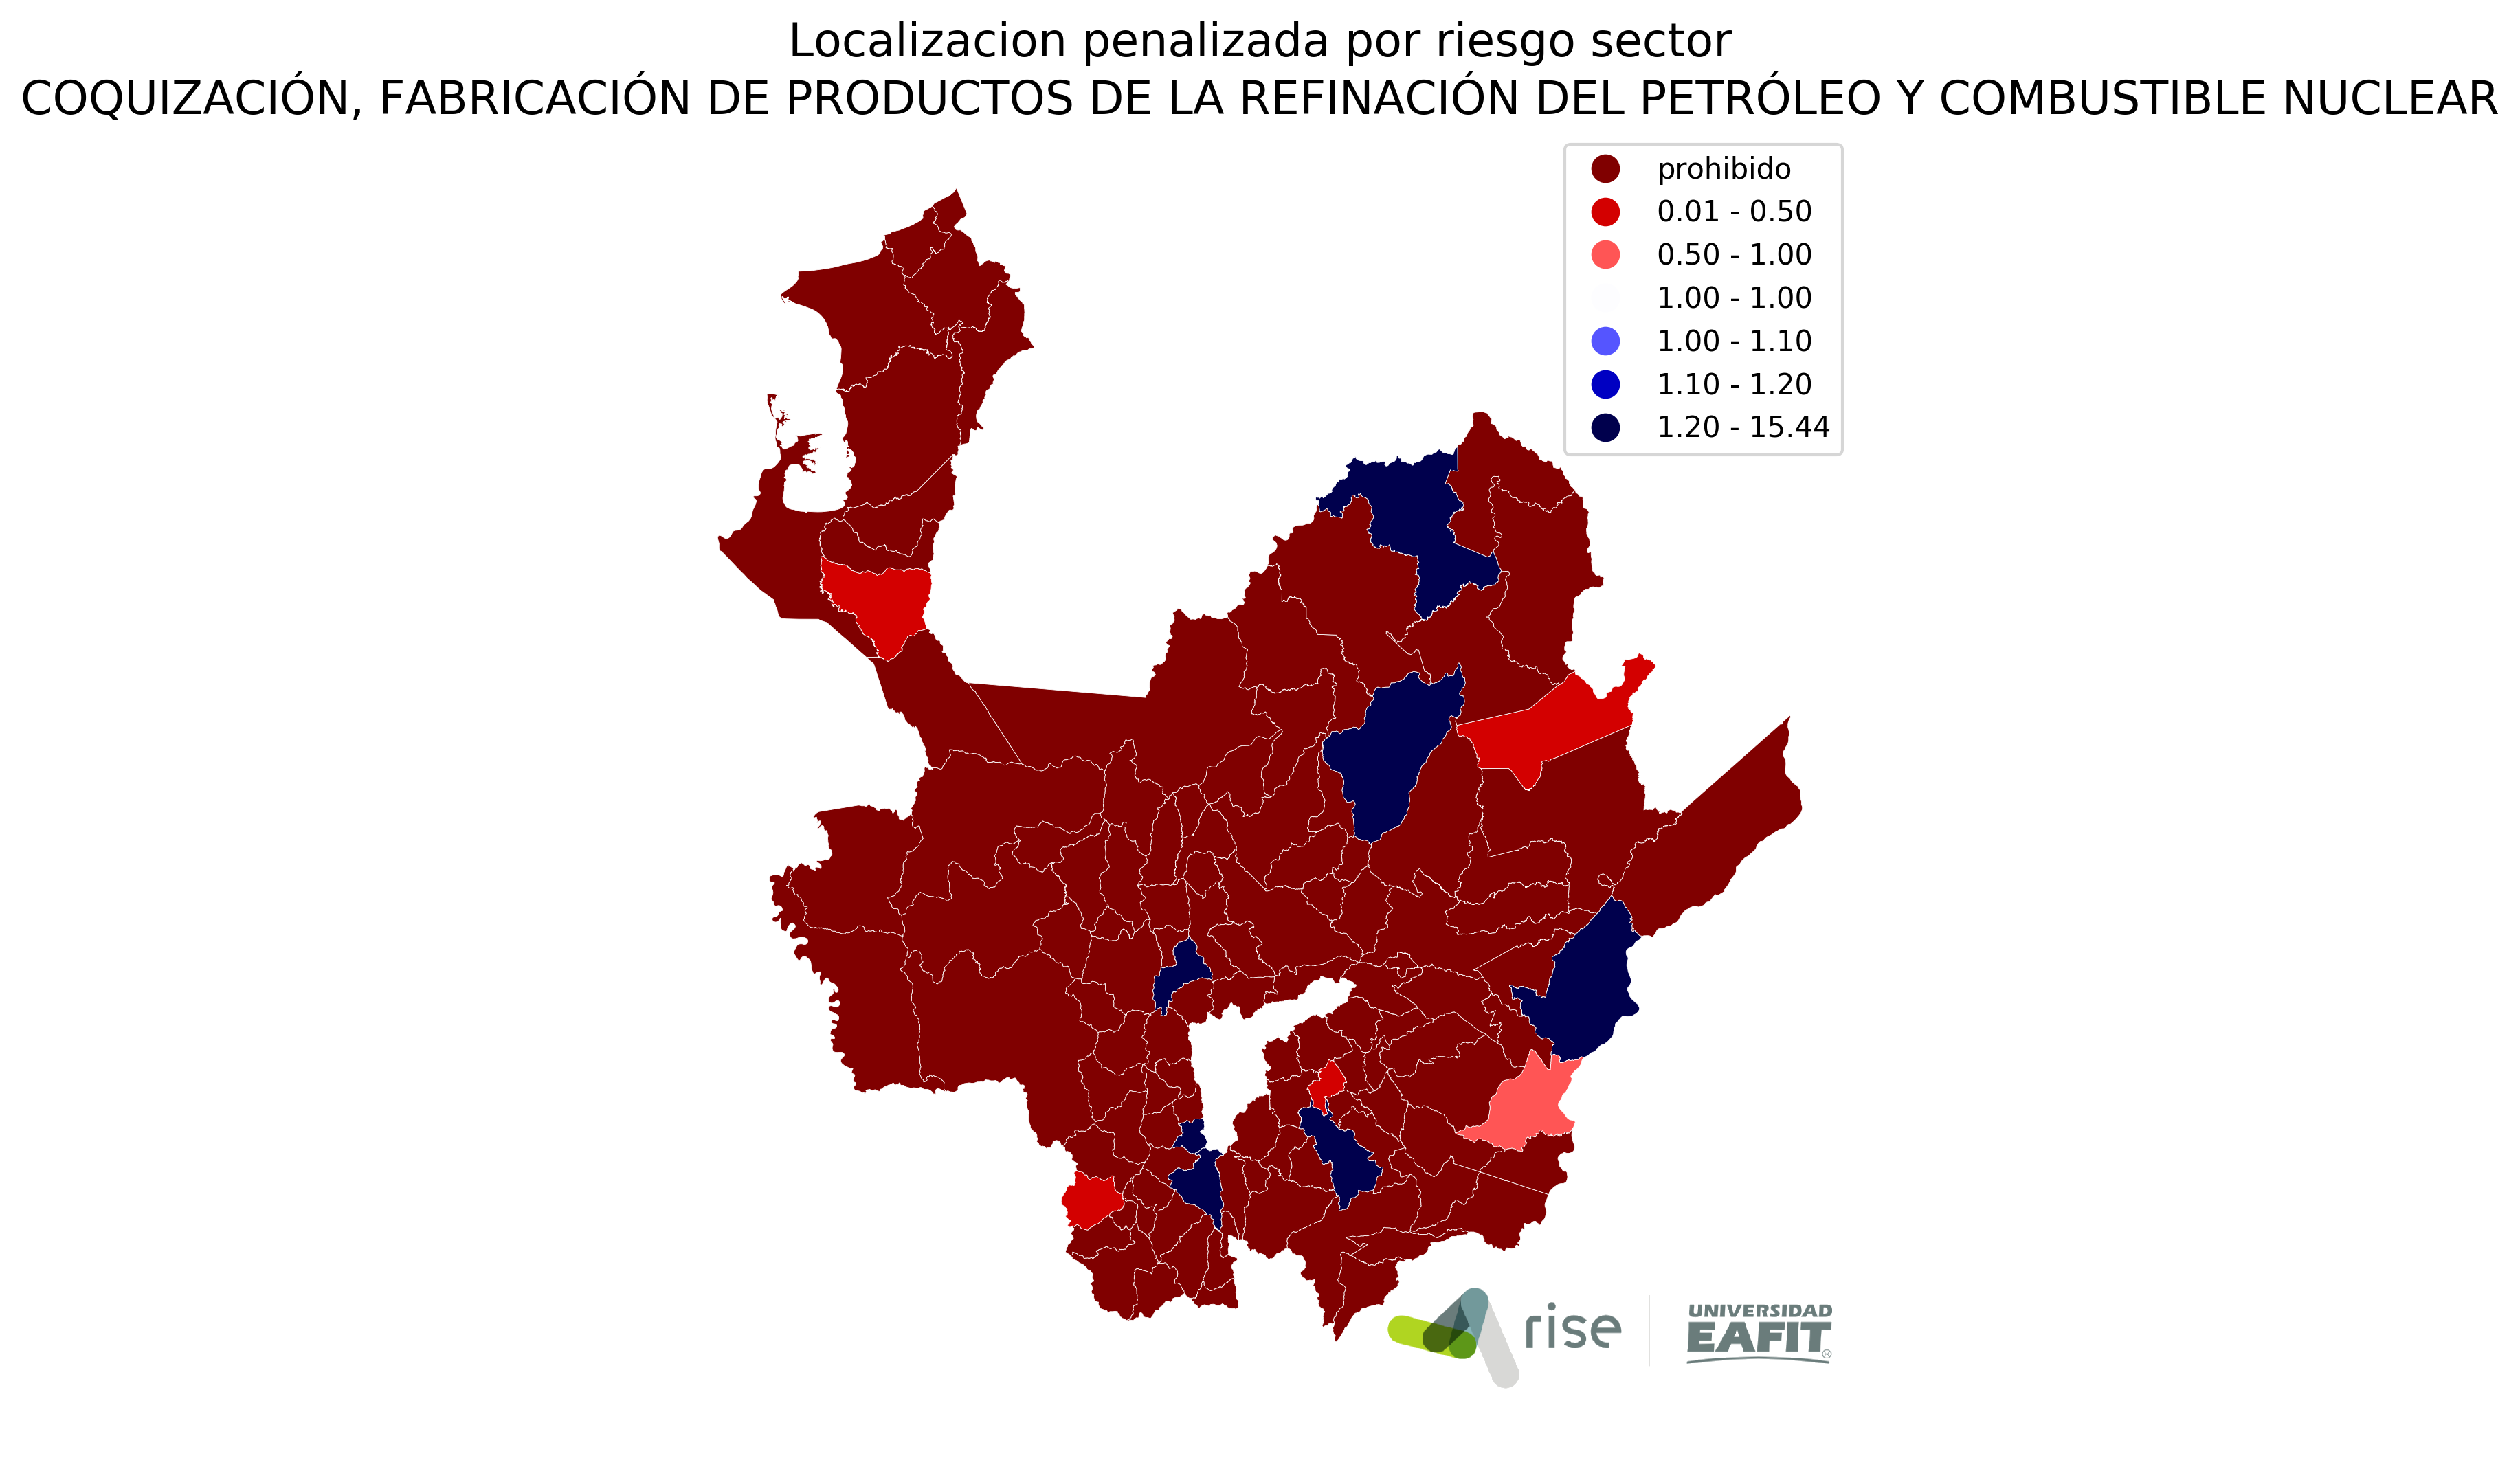 Localizacion penalizada por riesgo sector
COQUIZACIÓN, FABRICACIÓN DE PRODUCTOS DE LA REFINACIÓN DEL PETRÓLEO Y COMBUSTIBLE NUCLEAR
prohibido
0.01 - 0.50
0.50 - 1.00
1.00 - 1.00
1.00 - 1.10
1.10 - 1.20
1.20 - 15.44
rise
UNIVERSIDAD
EAFIT®